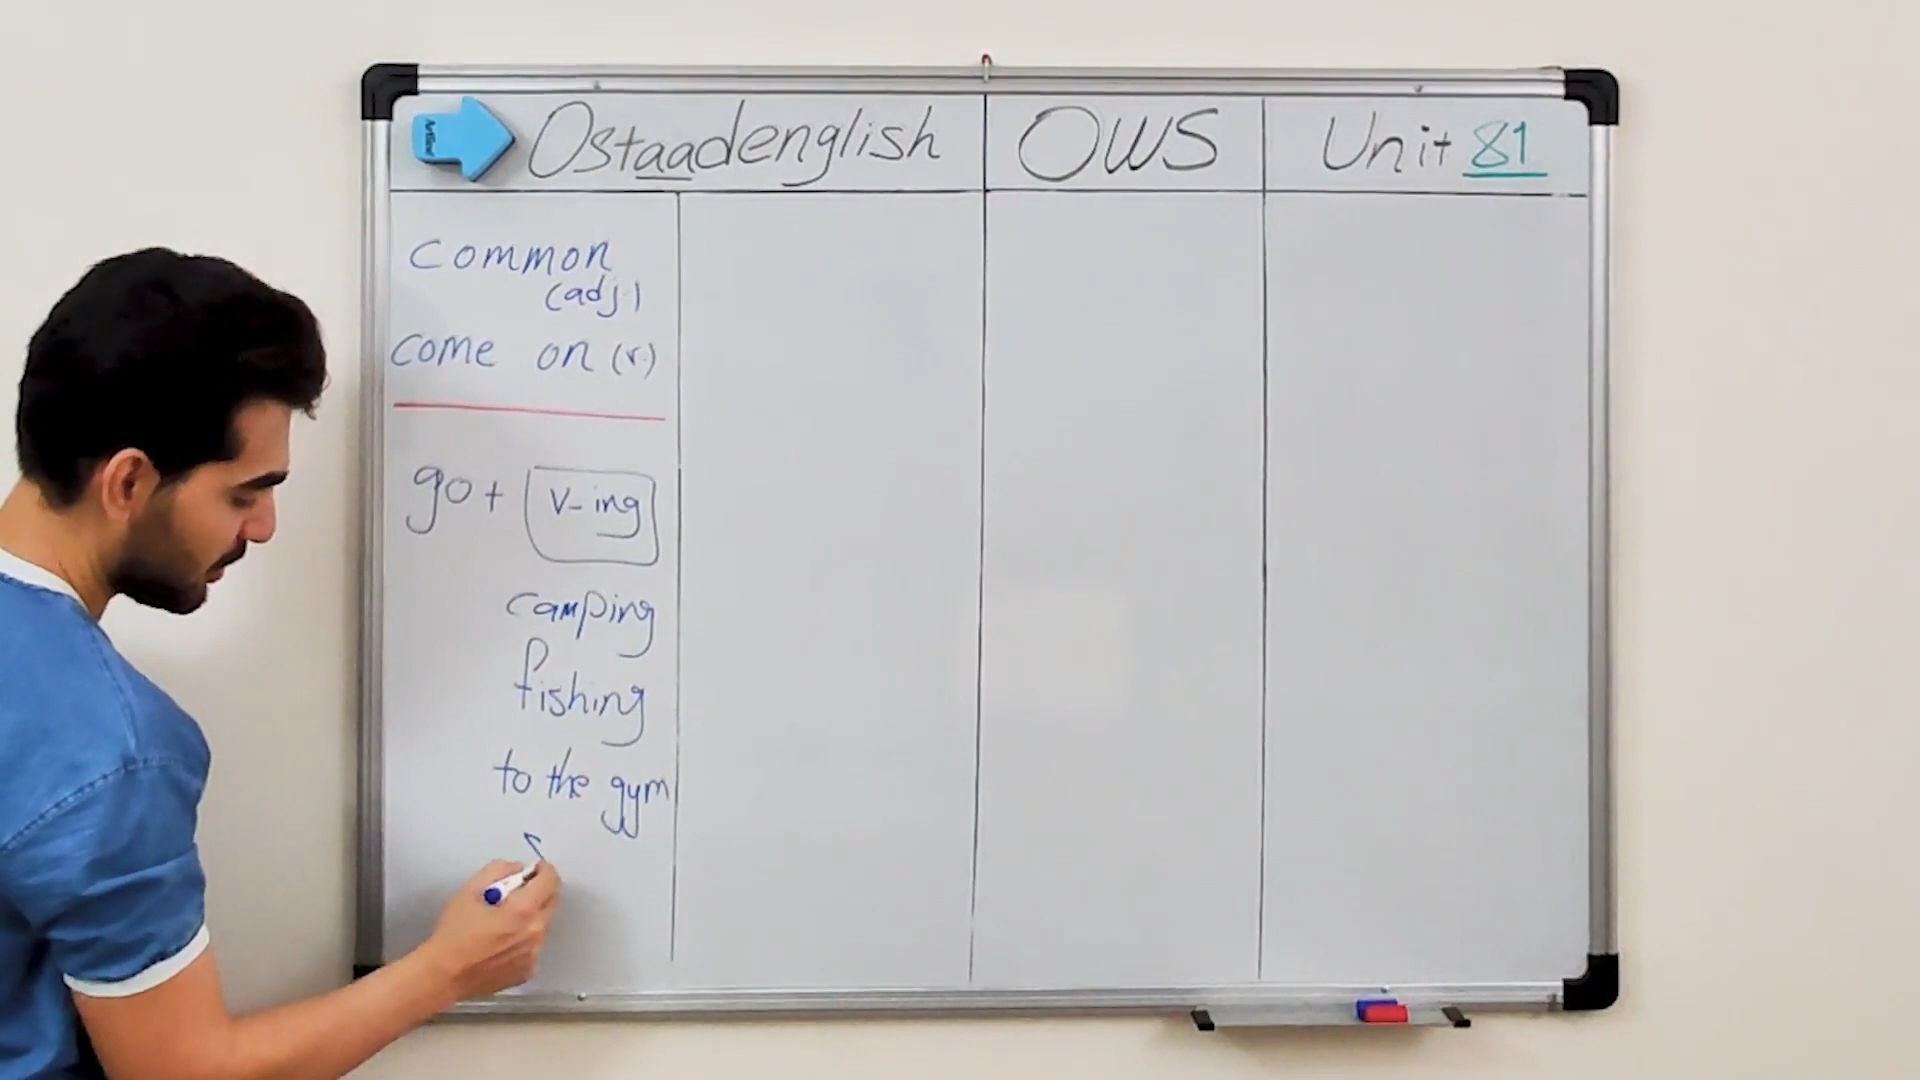 Ostaadenglish OWS Unit 81
common
(adj.)
come on (v.)
go + v-ing
camping
fishing
to the gym